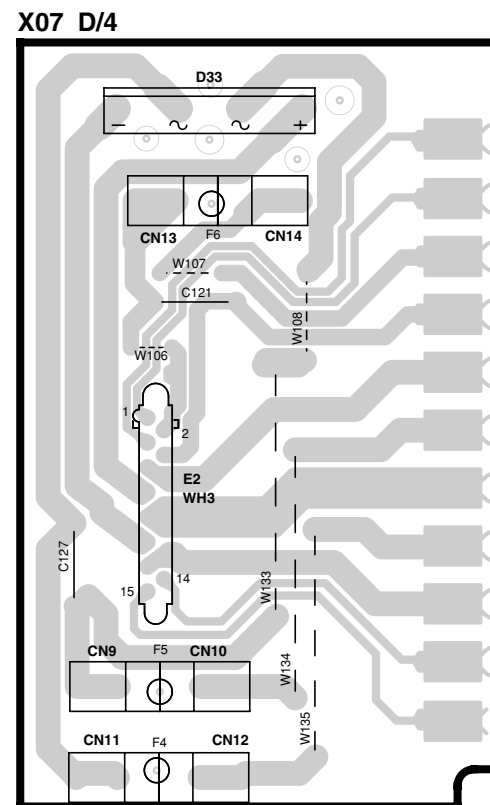 X07 D/4
D33
− ~ ~ +
CN13 F6 CN14
W107
C121
W108
W106
1
2
E2
WH3
C127
15
14
W133
CN9 F5 CN10
W134
W135
CN11 F4 CN12